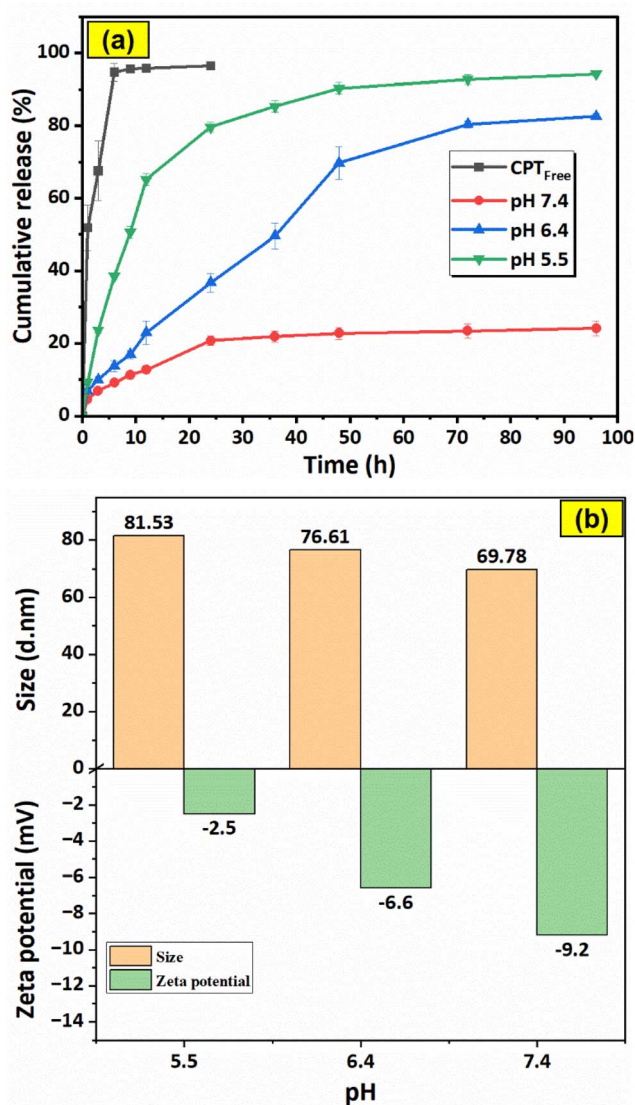 (a)
100
80
60
40
20
0
Cumulative release (%)
CPTFree
pH 7.4
pH 6.4
pH 5.5
0 10 20 30 40 50 60 70 80 90 100
Time (h)
(b)
81.53
76.61
69.78
80
60
40
20
0
Size (d.nm)
−2
−4
−6
−8
−10
−12
−14
Zeta potential (mV)
-2.5
-6.6
-9.2
Size
Zeta potential
5.5 6.4 7.4
pH